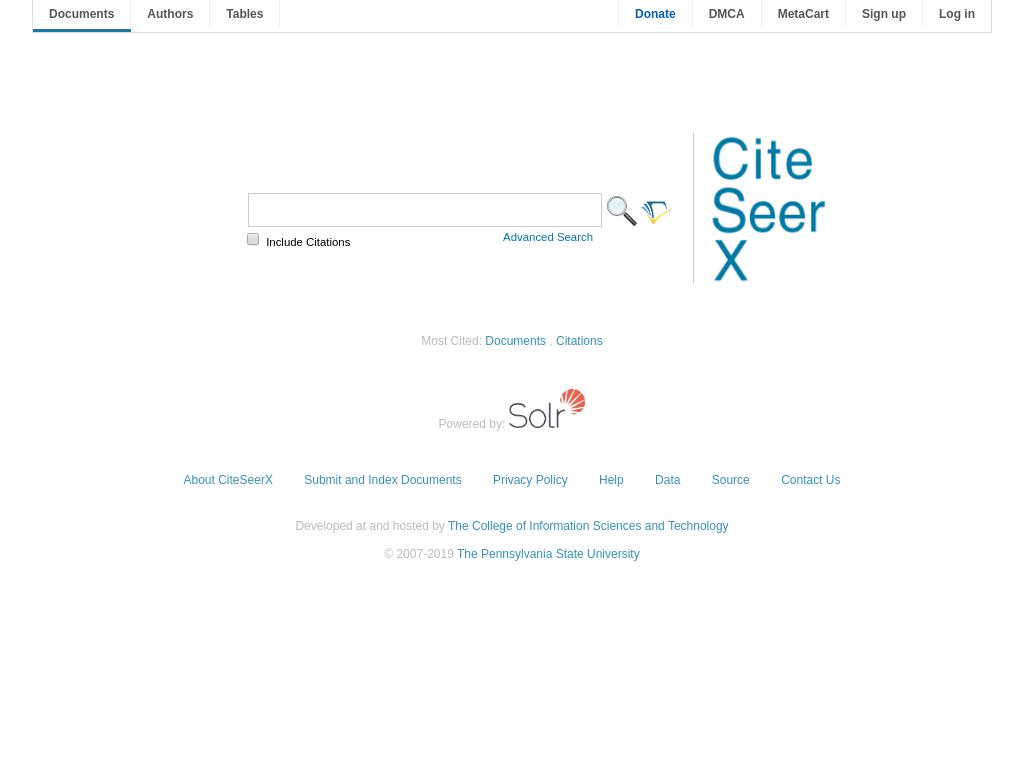 Documents Authors Tables Donate DMCA MetaCart Sign up Log in
Cite
Seer
X
Include Citations Advanced Search
Most Cited: Documents , Citations
Powered by: Solr
About CiteSeerX Submit and Index Documents Privacy Policy Help Data Source Contact Us
Developed at and hosted by The College of Information Sciences and Technology
© 2007-2019 The Pennsylvania State University